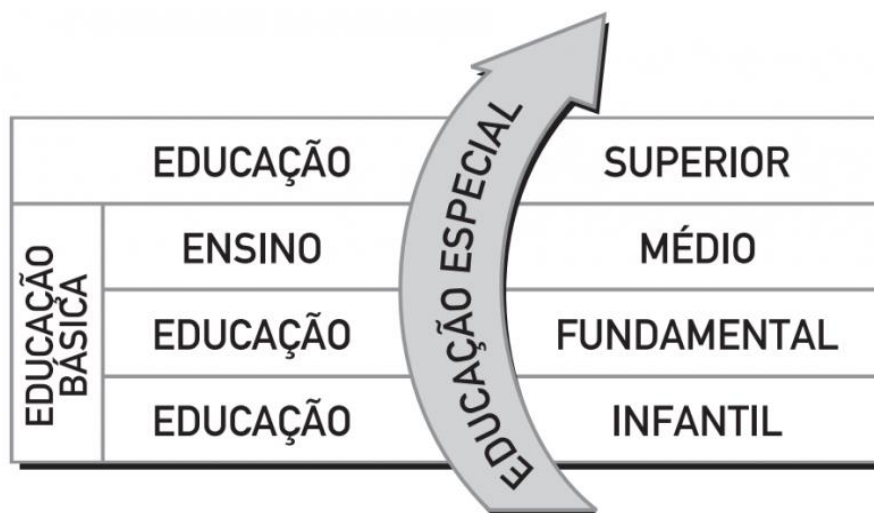 EDUCAÇÃO SUPERIOR
ENSINO MÉDIO
EDUCAÇÃO FUNDAMENTAL
EDUCAÇÃO INFANTIL
EDUCAÇÃO
BÁSICA
EDUCAÇÃO ESPECIAL